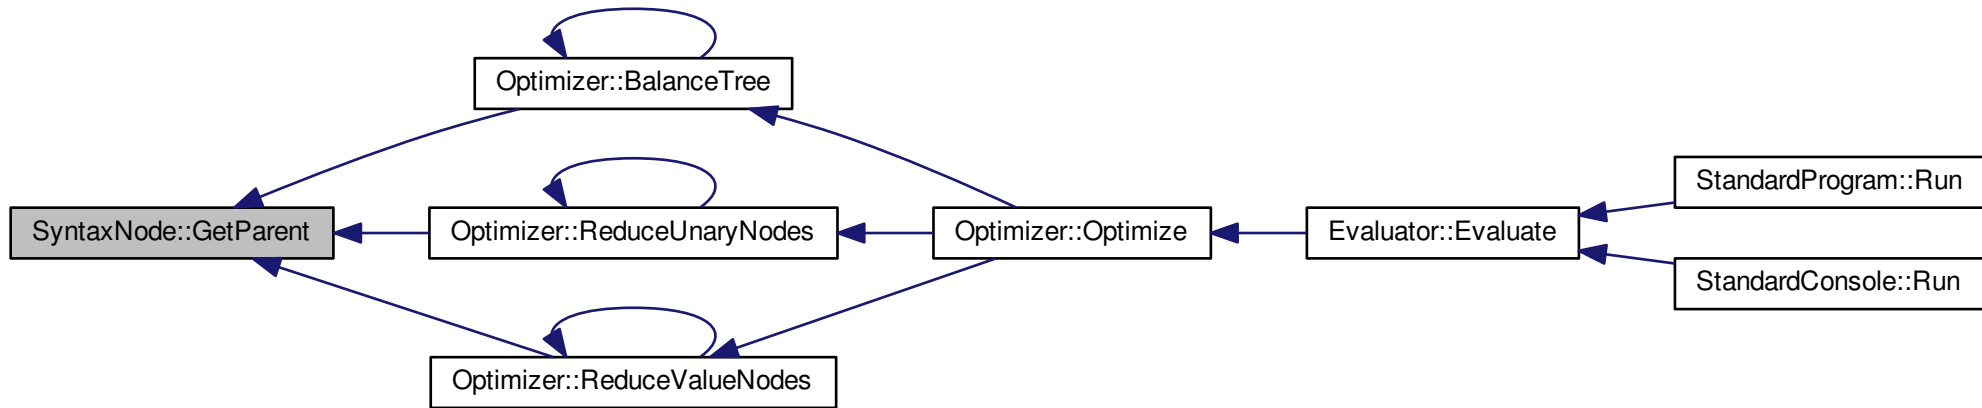 Optimizer::BalanceTree
StandardProgram::Run
SyntaxNode::GetParent
Optimizer::ReduceUnaryNodes
Optimizer::Optimize
Evaluator::Evaluate
StandardConsole::Run
Optimizer::ReduceValueNodes